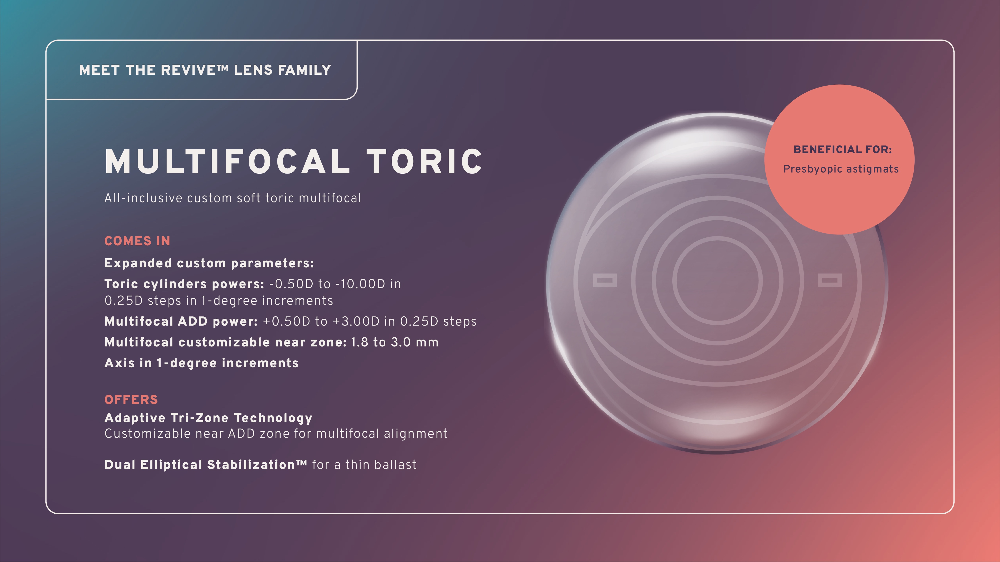 MEET THE REVIVE™ LENS FAMILY
MULTIFOCAL TORIC
All-inclusive custom soft toric multifocal
COMES IN
Expanded custom parameters:
Toric cylinders powers: -0.50D to -10.00D in
0.25D steps in 1-degree increments
Multifocal ADD power: +0.50D to +3.00D in 0.25D steps
Multifocal customizable near zone: 1.8 to 3.0 mm
Axis in 1-degree increments
OFFERS
Adaptive Tri-Zone Technology
Customizable near ADD zone for multifocal alignment
Dual Elliptical Stabilization™ for a thin ballast
BENEFICIAL FOR:
Presbyopic astigmats